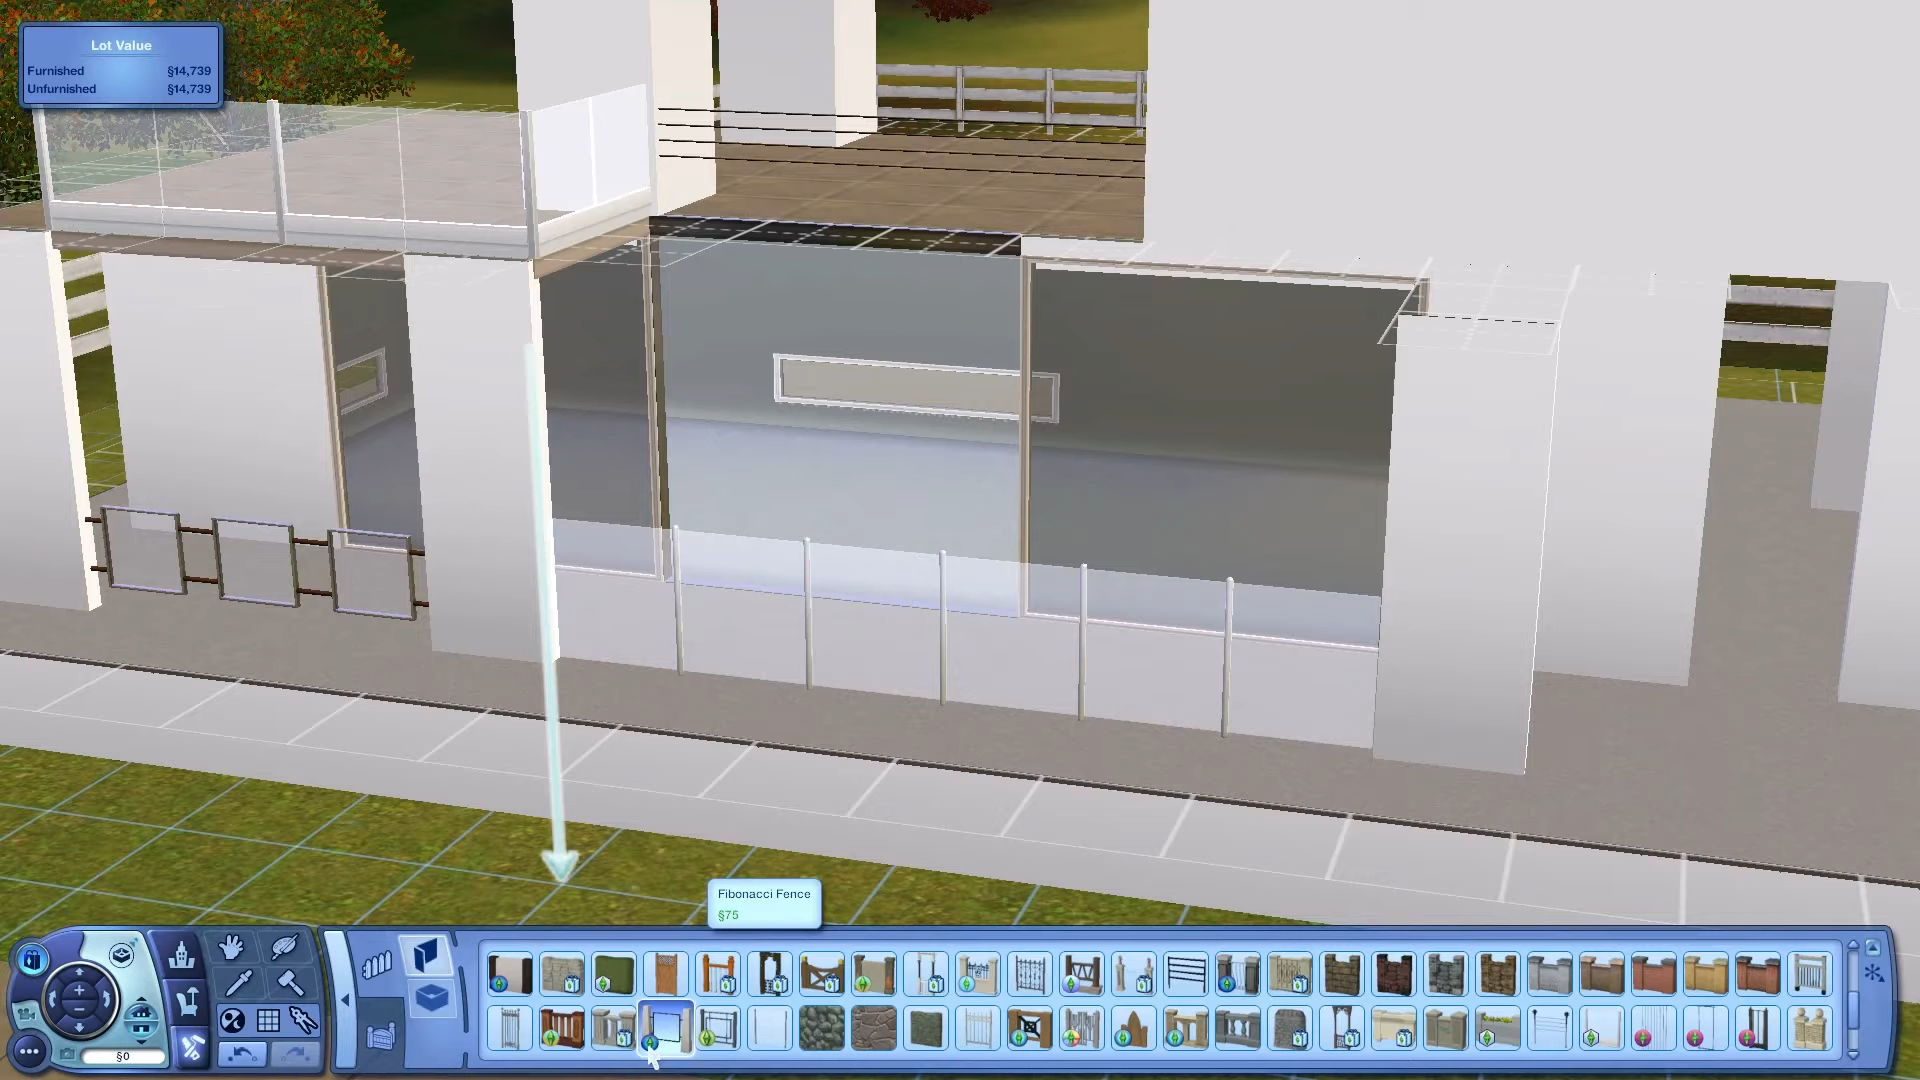 Lot Value
Furnished §14,739
Unfurnished §14,739
Fibonacci Fence
§75
§0